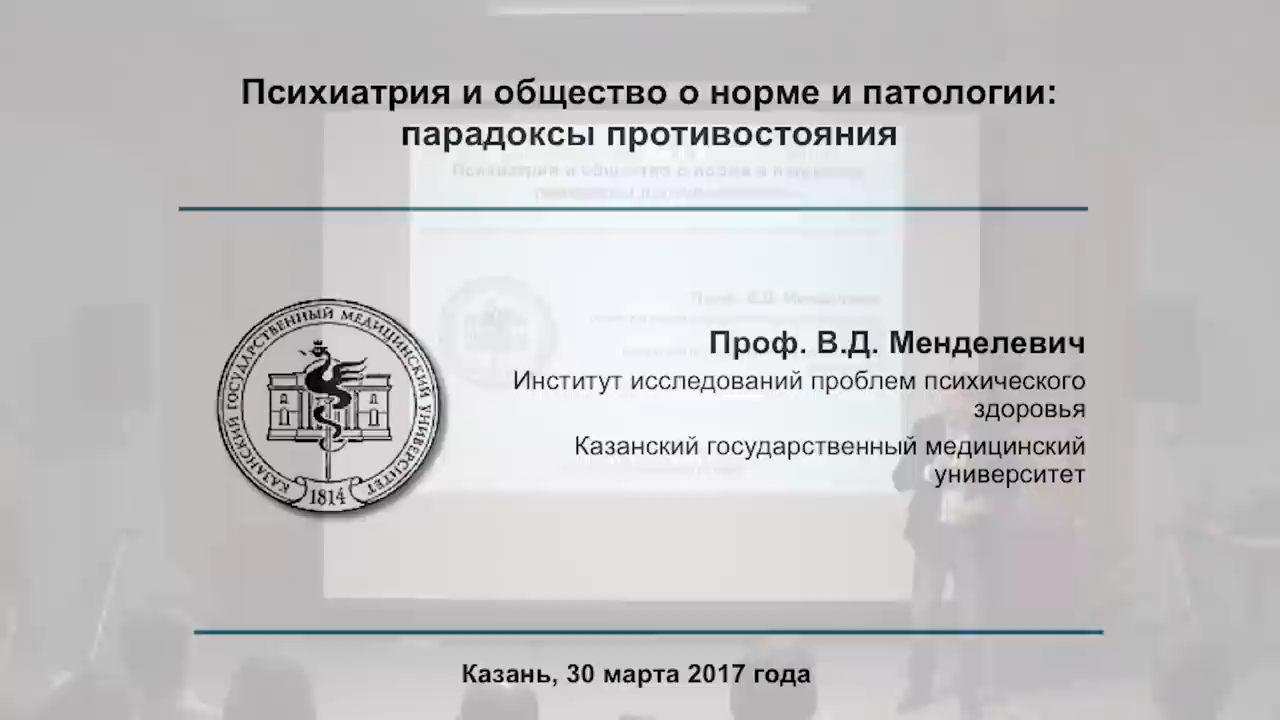 Психиатрия и общество о норме и патологии:
парадоксы противостояния
Проф. В.Д. Менделевич
Институт исследований проблем психического
здоровья
Казанский государственный медицинский
университет
КАЗАНСКИЙ ГОСУДАРСТВЕННЫЙ МЕДИЦИНСКИЙ УНИВЕРСИТЕТ
1814
Казань, 30 марта 2017 года